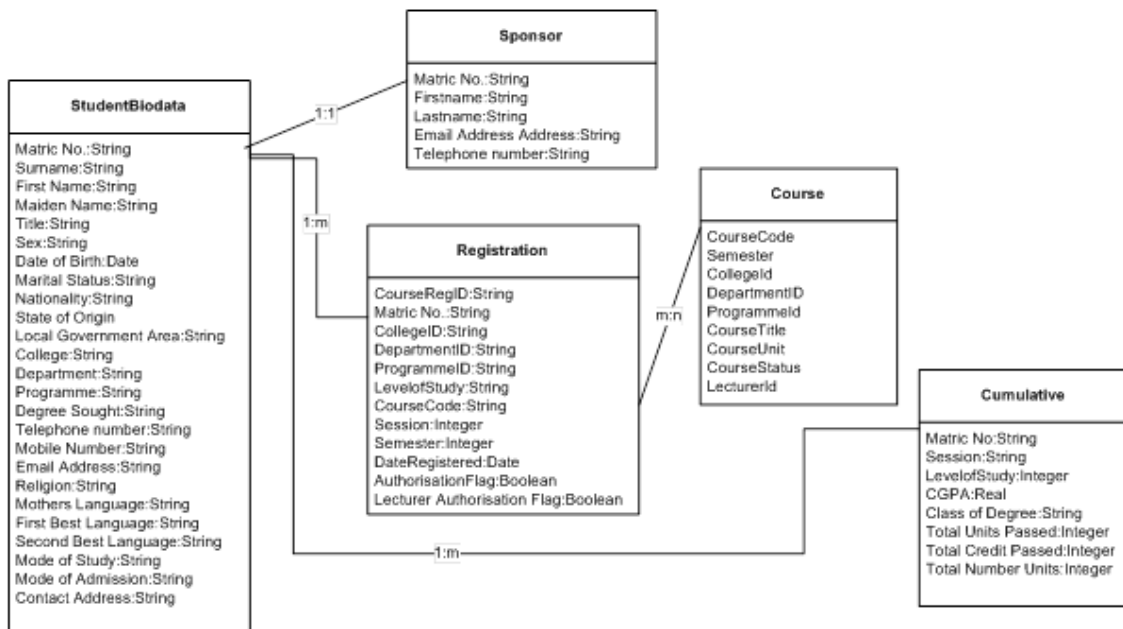 Sponsor
Matric No.:String
Firstname:String
Lastname:String
Email Address Address:String
Telephone number:String
StudentBiodata
Matric No.:String
Surname:String
First Name:String
Maiden Name:String
Title:String
Sex:String
Date of Birth:Date
Marital Status:String
Nationality:String
State of Origin
Local Government Area:String
College:String
Department:String
Programme:String
Degree Sought:String
Telephone number:String
Mobile Number:String
Email Address:String
Religion:String
Mothers Language:String
First Best Language:String
Second Best Language:String
Mode of Study:String
Mode of Admission:String
Contact Address:String
1:1
1:m
Registration
CourseRegID:String
Matric No.:String
CollegeID:String
DepartmentID:String
ProgrammeID:String
LevelofStudy:String
CourseCode:String
Session:Integer
Semester:Integer
DateRegistered:Date
AuthorisationFlag:Boolean
Lecturer Authorisation Flag:Boolean
m:n
Course
CourseCode
Semester
CollegeId
DepartmentID
ProgrammeId
CourseTitle
CourseUnit
CourseStatus
LecturerId
1:m
Cumulative
Matric No:String
Session:String
LevelofStudy:Integer
CGPA:Real
Class of Degree:String
Total Units Passed:Integer
Total Credit Passed:Integer
Total Number Units:Integer